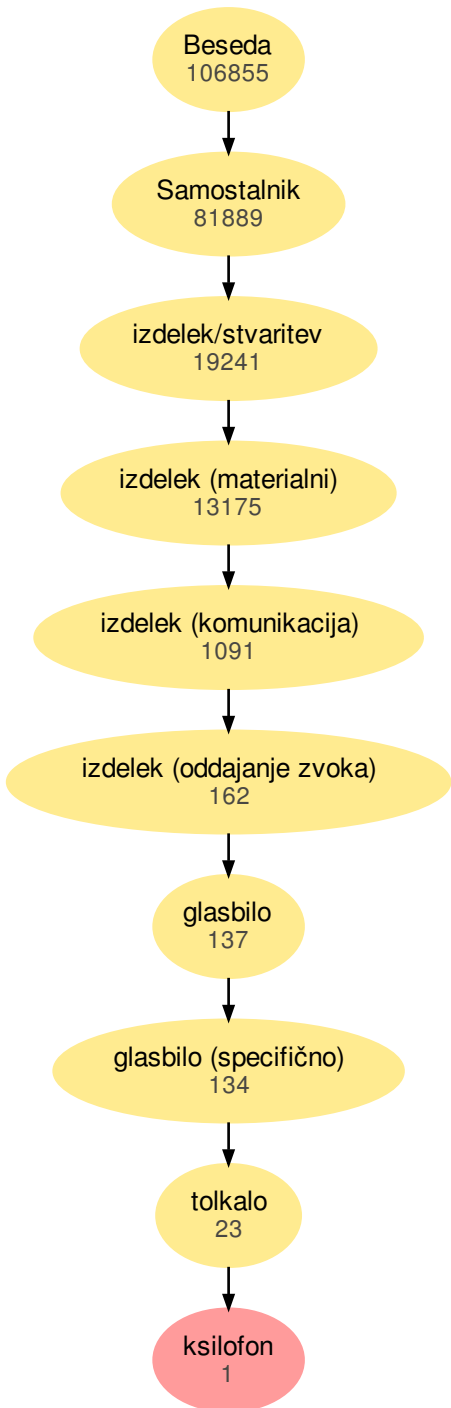 Beseda
106855
Samostalnik
81889
izdelek/stvaritev
19241
izdelek (materialni)
13175
izdelek (komunikacija)
1091
izdelek (oddajanje zvoka)
162
glasbilo
137
glasbilo (specifično)
134
tolkalo
23
ksilofon
1